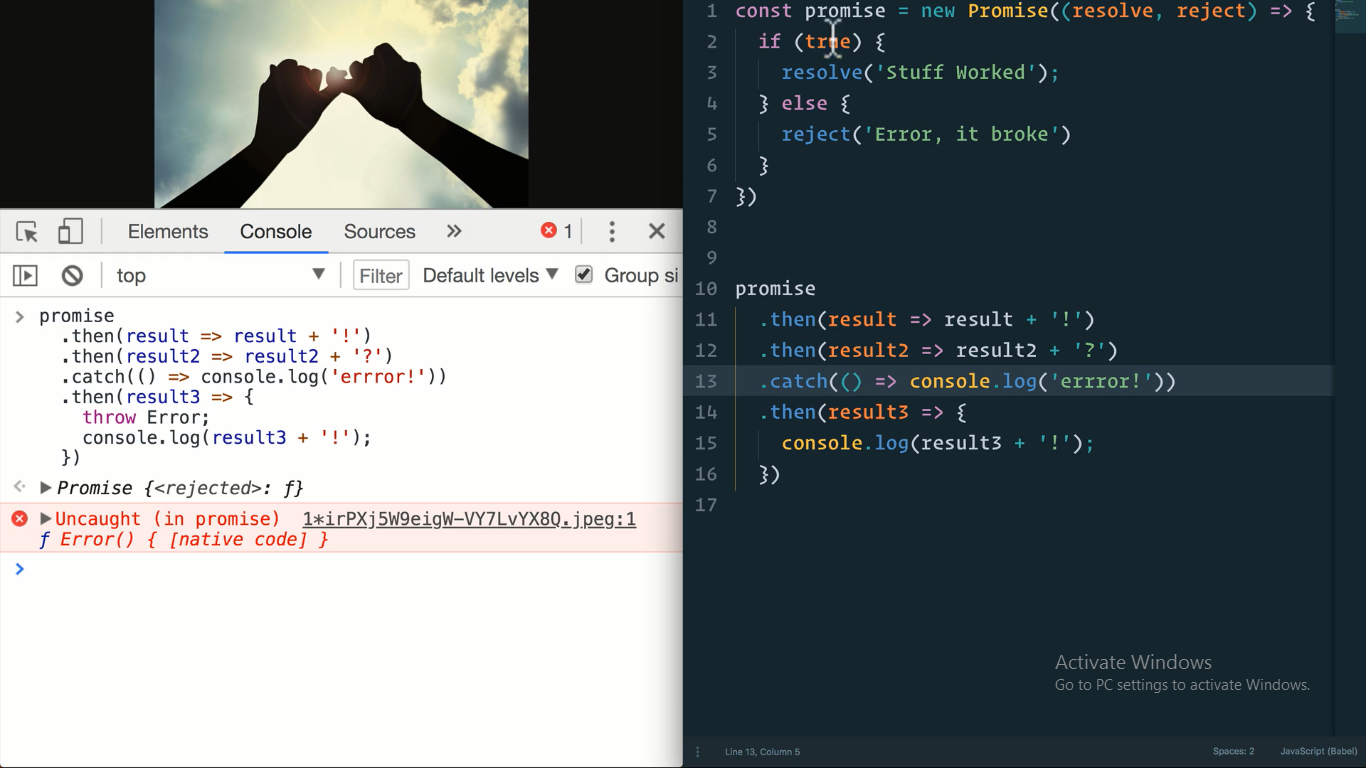 Elements Console Sources » 1
top Filter Default levels Group si
> promise
.then(result => result + '!')
.then(result2 => result2 + '?')
.catch(() => console.log('errror!'))
.then(result3 => {
throw Error;
console.log(result3 + '!');
})
Promise {<rejected>: ƒ}
Uncaught (in promise) 1*irPXj5W9eigW-VY7LvYX8Q.jpeg:1
ƒ Error() { [native code] }
>
1 const promise = new Promise((resolve, reject) => {
2 if (true) {
3 resolve('Stuff Worked');
4 } else {
5 reject('Error, it broke')
6 }
7 })
8
9
10 promise
11 .then(result => result + '!')
12 .then(result2 => result2 + '?')
13 .catch(() => console.log('errror!'))
14 .then(result3 => {
15 console.log(result3 + '!');
16 })
17
Activate Windows
Go to PC settings to activate Windows.
Line 13, Column 5 Spaces: 2 JavaScript (Babel)